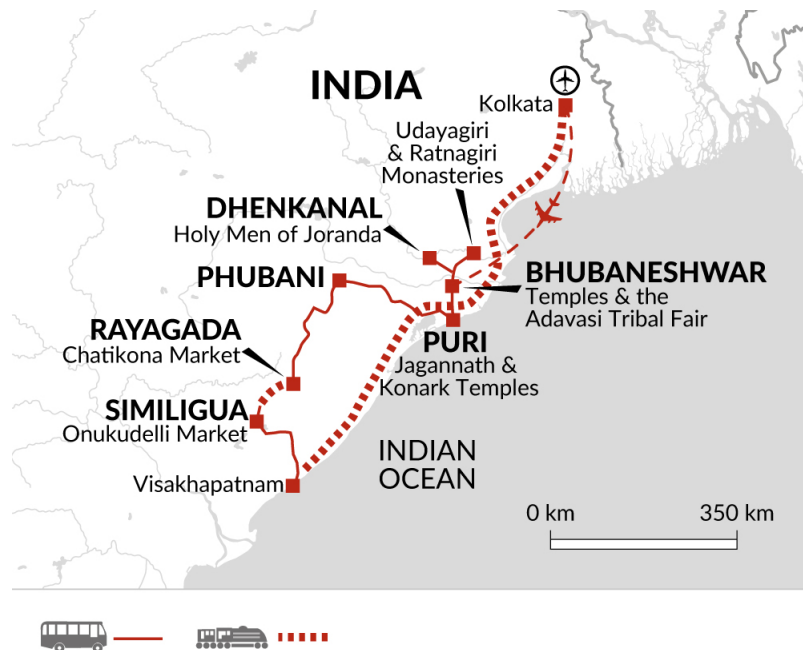 INDIA
Kolkata
Udayagiri
& Ratnagiri
Monasteries
DHENKANAL
Holy Men of Joranda
PHUBANI
BHUBANESHWAR
Temples & the
Adavasi Tribal Fair
RAYAGADA
Chatikona Market
PURI
Jagannath &
Konark Temples
SIMILIGUA
Onukudelli Market
Visakhapatnam
INDIAN
OCEAN
0 km 350 km